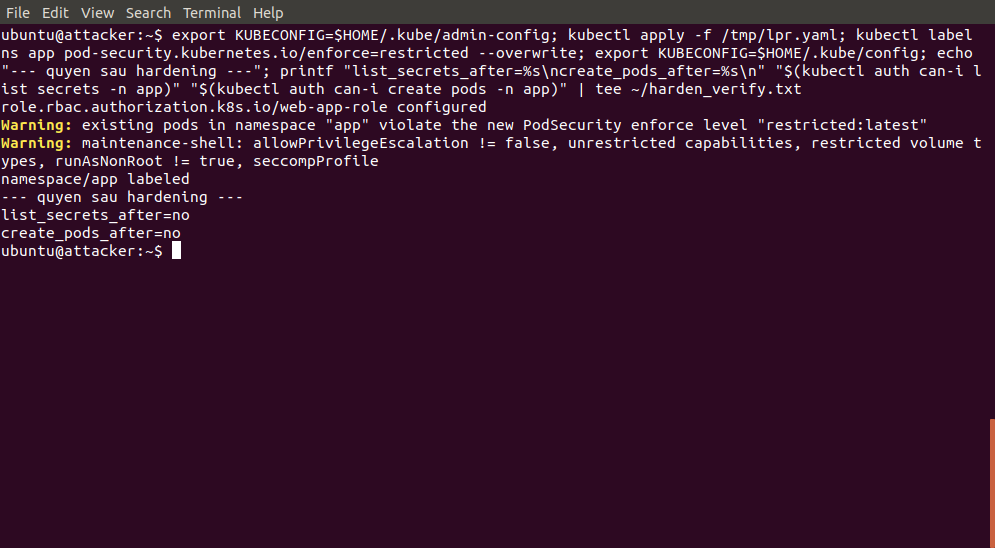 File Edit View Search Terminal Help
ubuntu@attacker:~$ export KUBECONFIG=$HOME/.kube/admin-config; kubectl apply -f /tmp/lpr.yaml; kubectl label
ns app pod-security.kubernetes.io/enforce=restricted --overwrite; export KUBECONFIG=$HOME/.kube/config; echo
"--- quyen sau hardening ---"; printf "list_secrets_after=%s\ncreate_pods_after=%s\n" "$(kubectl auth can-i l
ist secrets -n app)" "$(kubectl auth can-i create pods -n app)" | tee ~/harden_verify.txt
role.rbac.authorization.k8s.io/web-app-role configured
Warning: existing pods in namespace "app" violate the new PodSecurity enforce level "restricted:latest"
Warning: maintenance-shell: allowPrivilegeEscalation != false, unrestricted capabilities, restricted volume t
ypes, runAsNonRoot != true, seccompProfile
namespace/app labeled
--- quyen sau hardening ---
list_secrets_after=no
create_pods_after=no
ubuntu@attacker:~$